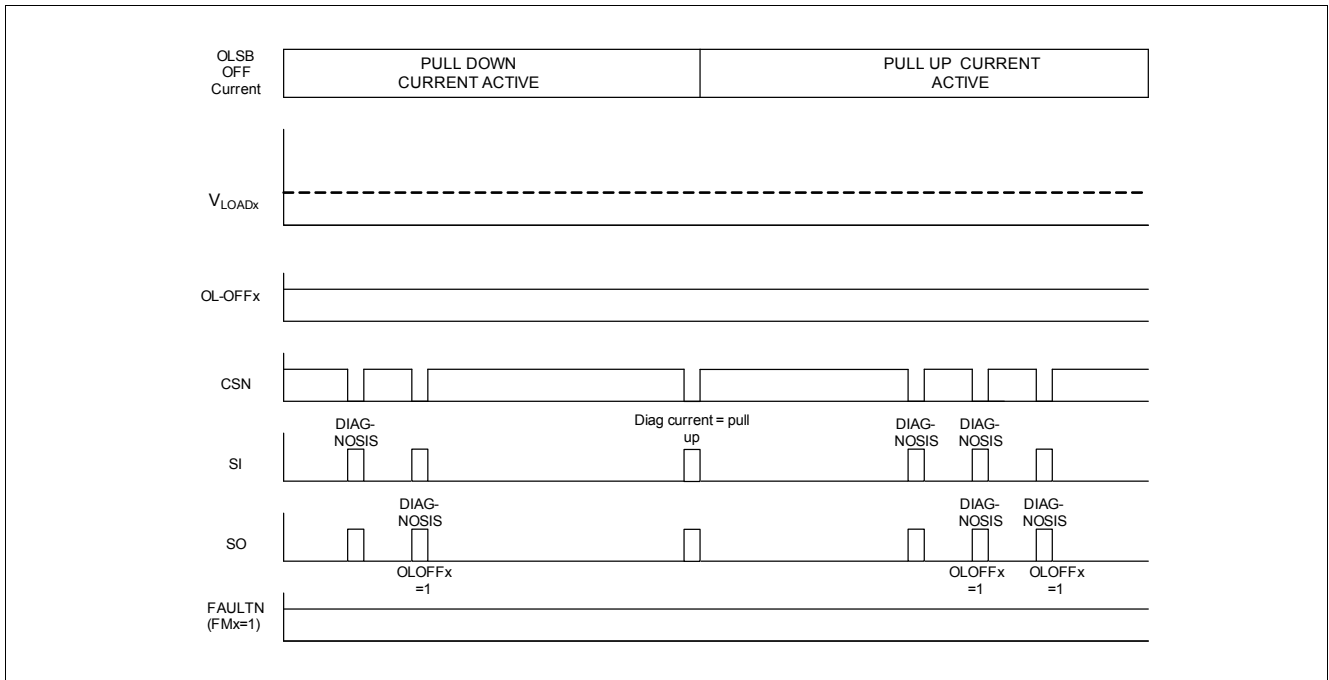 OLSB
OFF
Current
PULL DOWN
CURRENT ACTIVE
PULL UP CURRENT
ACTIVE
VLOADx
OL-OFFx
CSN
DIAG-
NOSIS
Diag current = pull
up
DIAG-
NOSIS
DIAG-
NOSIS
SI
DIAG-
NOSIS
DIAG-
NOSIS
DIAG-
NOSIS
SO
OLOFFx
=1
OLOFFx
=1
OLOFFx
=1
FAULTN
(FMx=1)